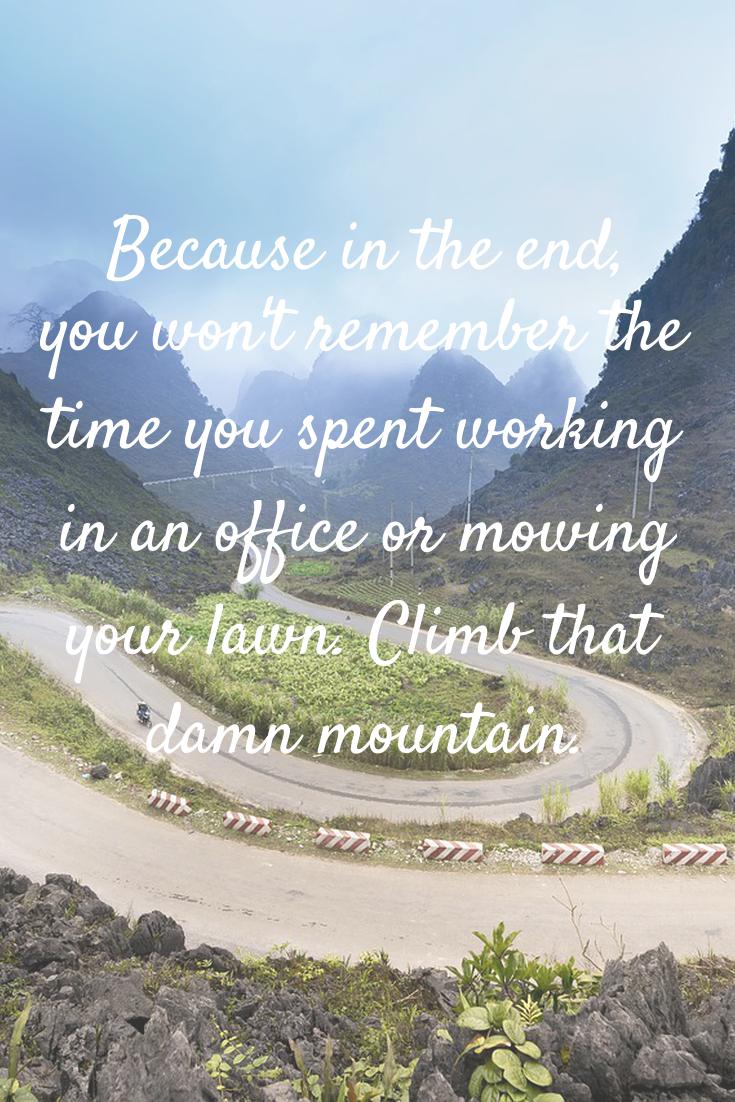 Because in the end,
you won't remember the
time you spent working
in an office or mowing
your lawn. Climb that
damn mountain.